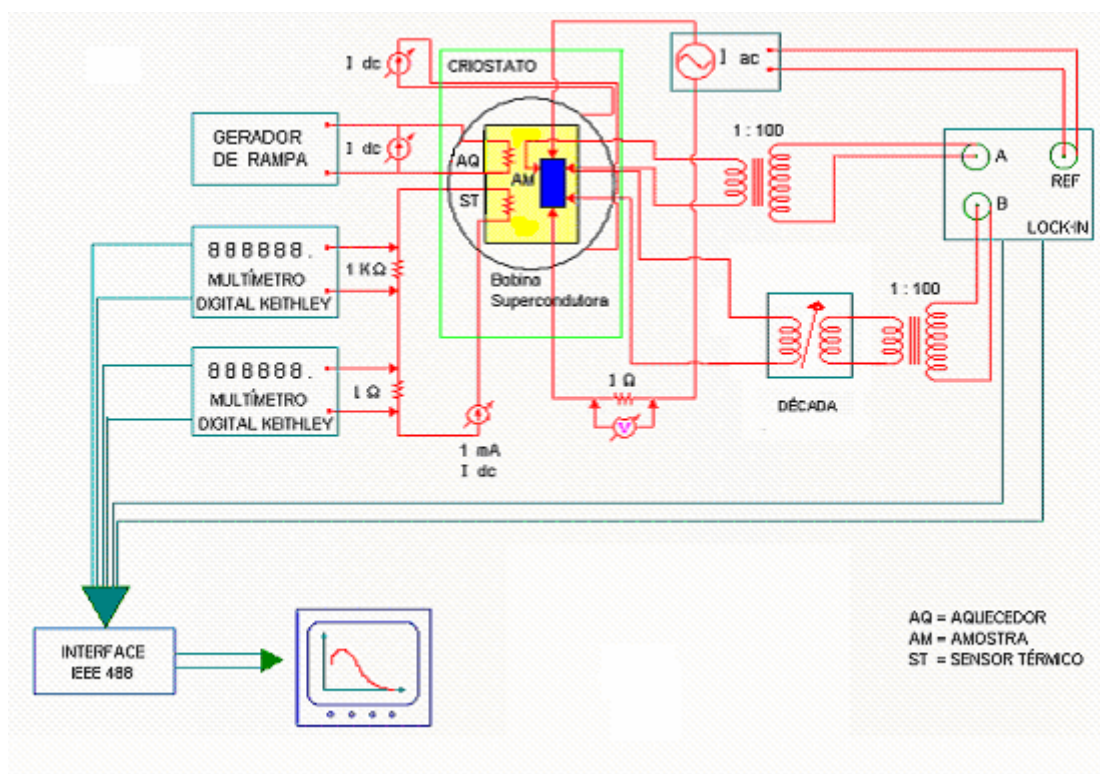 I dc
CRIOSTATO
I ac
GERADOR
DE RAMPA
I dc
AQ
AM
ST
1 : 100
A
REF
B
LOCK-IN
888888.
MULTÍMETRO
DIGITAL KEITHLEY
1 KΩ
Bobina
Supercondutora
1 : 100
888888.
MULTÍMETRO
DIGITAL KEITHLEY
1 Ω
1 Ω
V
DÉCADA
1 mA
I dc
INTERFACE
IEEE 488
AQ = AQUECEDOR
AM = AMOSTRA
ST = SENSOR TÉRMICO